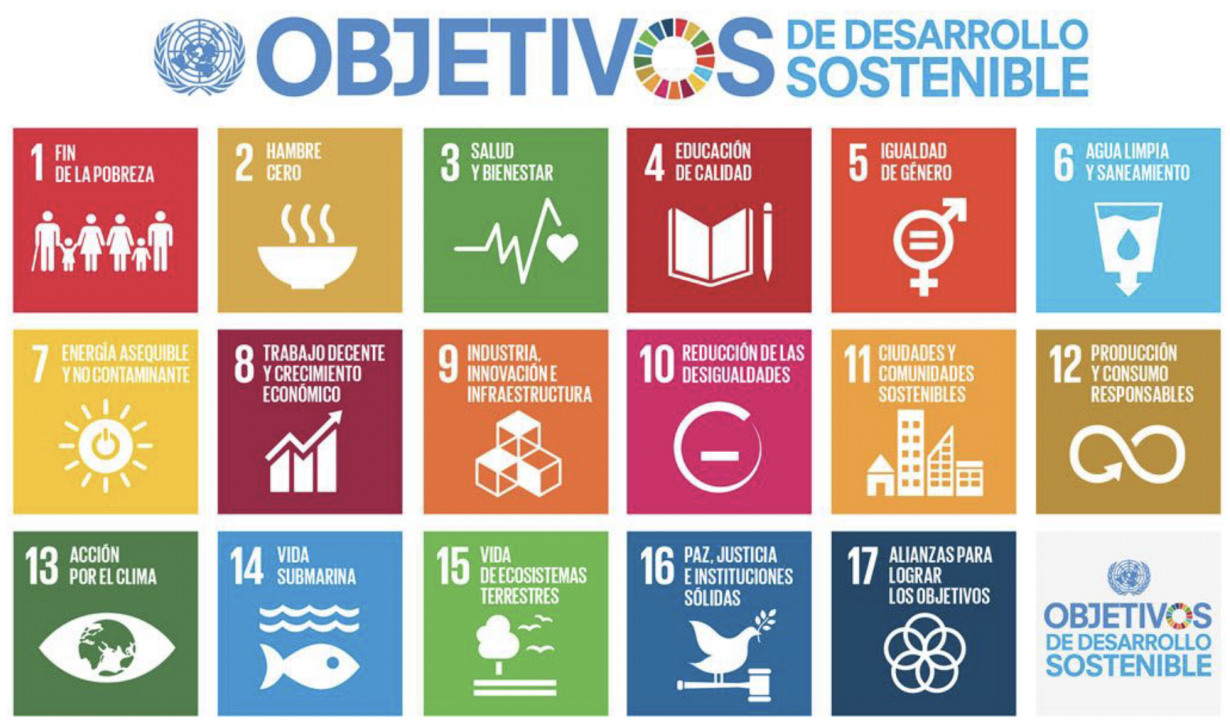 OBJETIVOS DE DESARROLLO
SOSTENIBLE
1 FIN
DE LA POBREZA
2 HAMBRE
CERO
3 SALUD
Y BIENESTAR
4 EDUCACIÓN
DE CALIDAD
5 IGUALDAD
DE GÉNERO
6 AGUA LIMPIA
Y SANEAMIENTO
7 ENERGÍA ASEQUIBLE
Y NO CONTAMINANTE
8 TRABAJO DECENTE
Y CRECIMIENTO
ECONÓMICO
9 INDUSTRIA,
INNOVACIÓN E
INFRAESTRUCTURA
10 REDUCCIÓN DE LAS
DESIGUALDADES
11 CIUDADES Y
COMUNIDADES
SOSTENIBLES
12 PRODUCCIÓN
Y CONSUMO
RESPONSABLES
13 ACCIÓN
POR EL CLIMA
14 VIDA
SUBMARINA
15 VIDA
DE ECOSISTEMAS
TERRESTRES
16 PAZ, JUSTICIA
E INSTITUCIONES
SÓLIDAS
17 ALIANZAS PARA
LOGRAR
LOS OBJETIVOS
OBJETIVOS
DE DESARROLLO
SOSTENIBLE